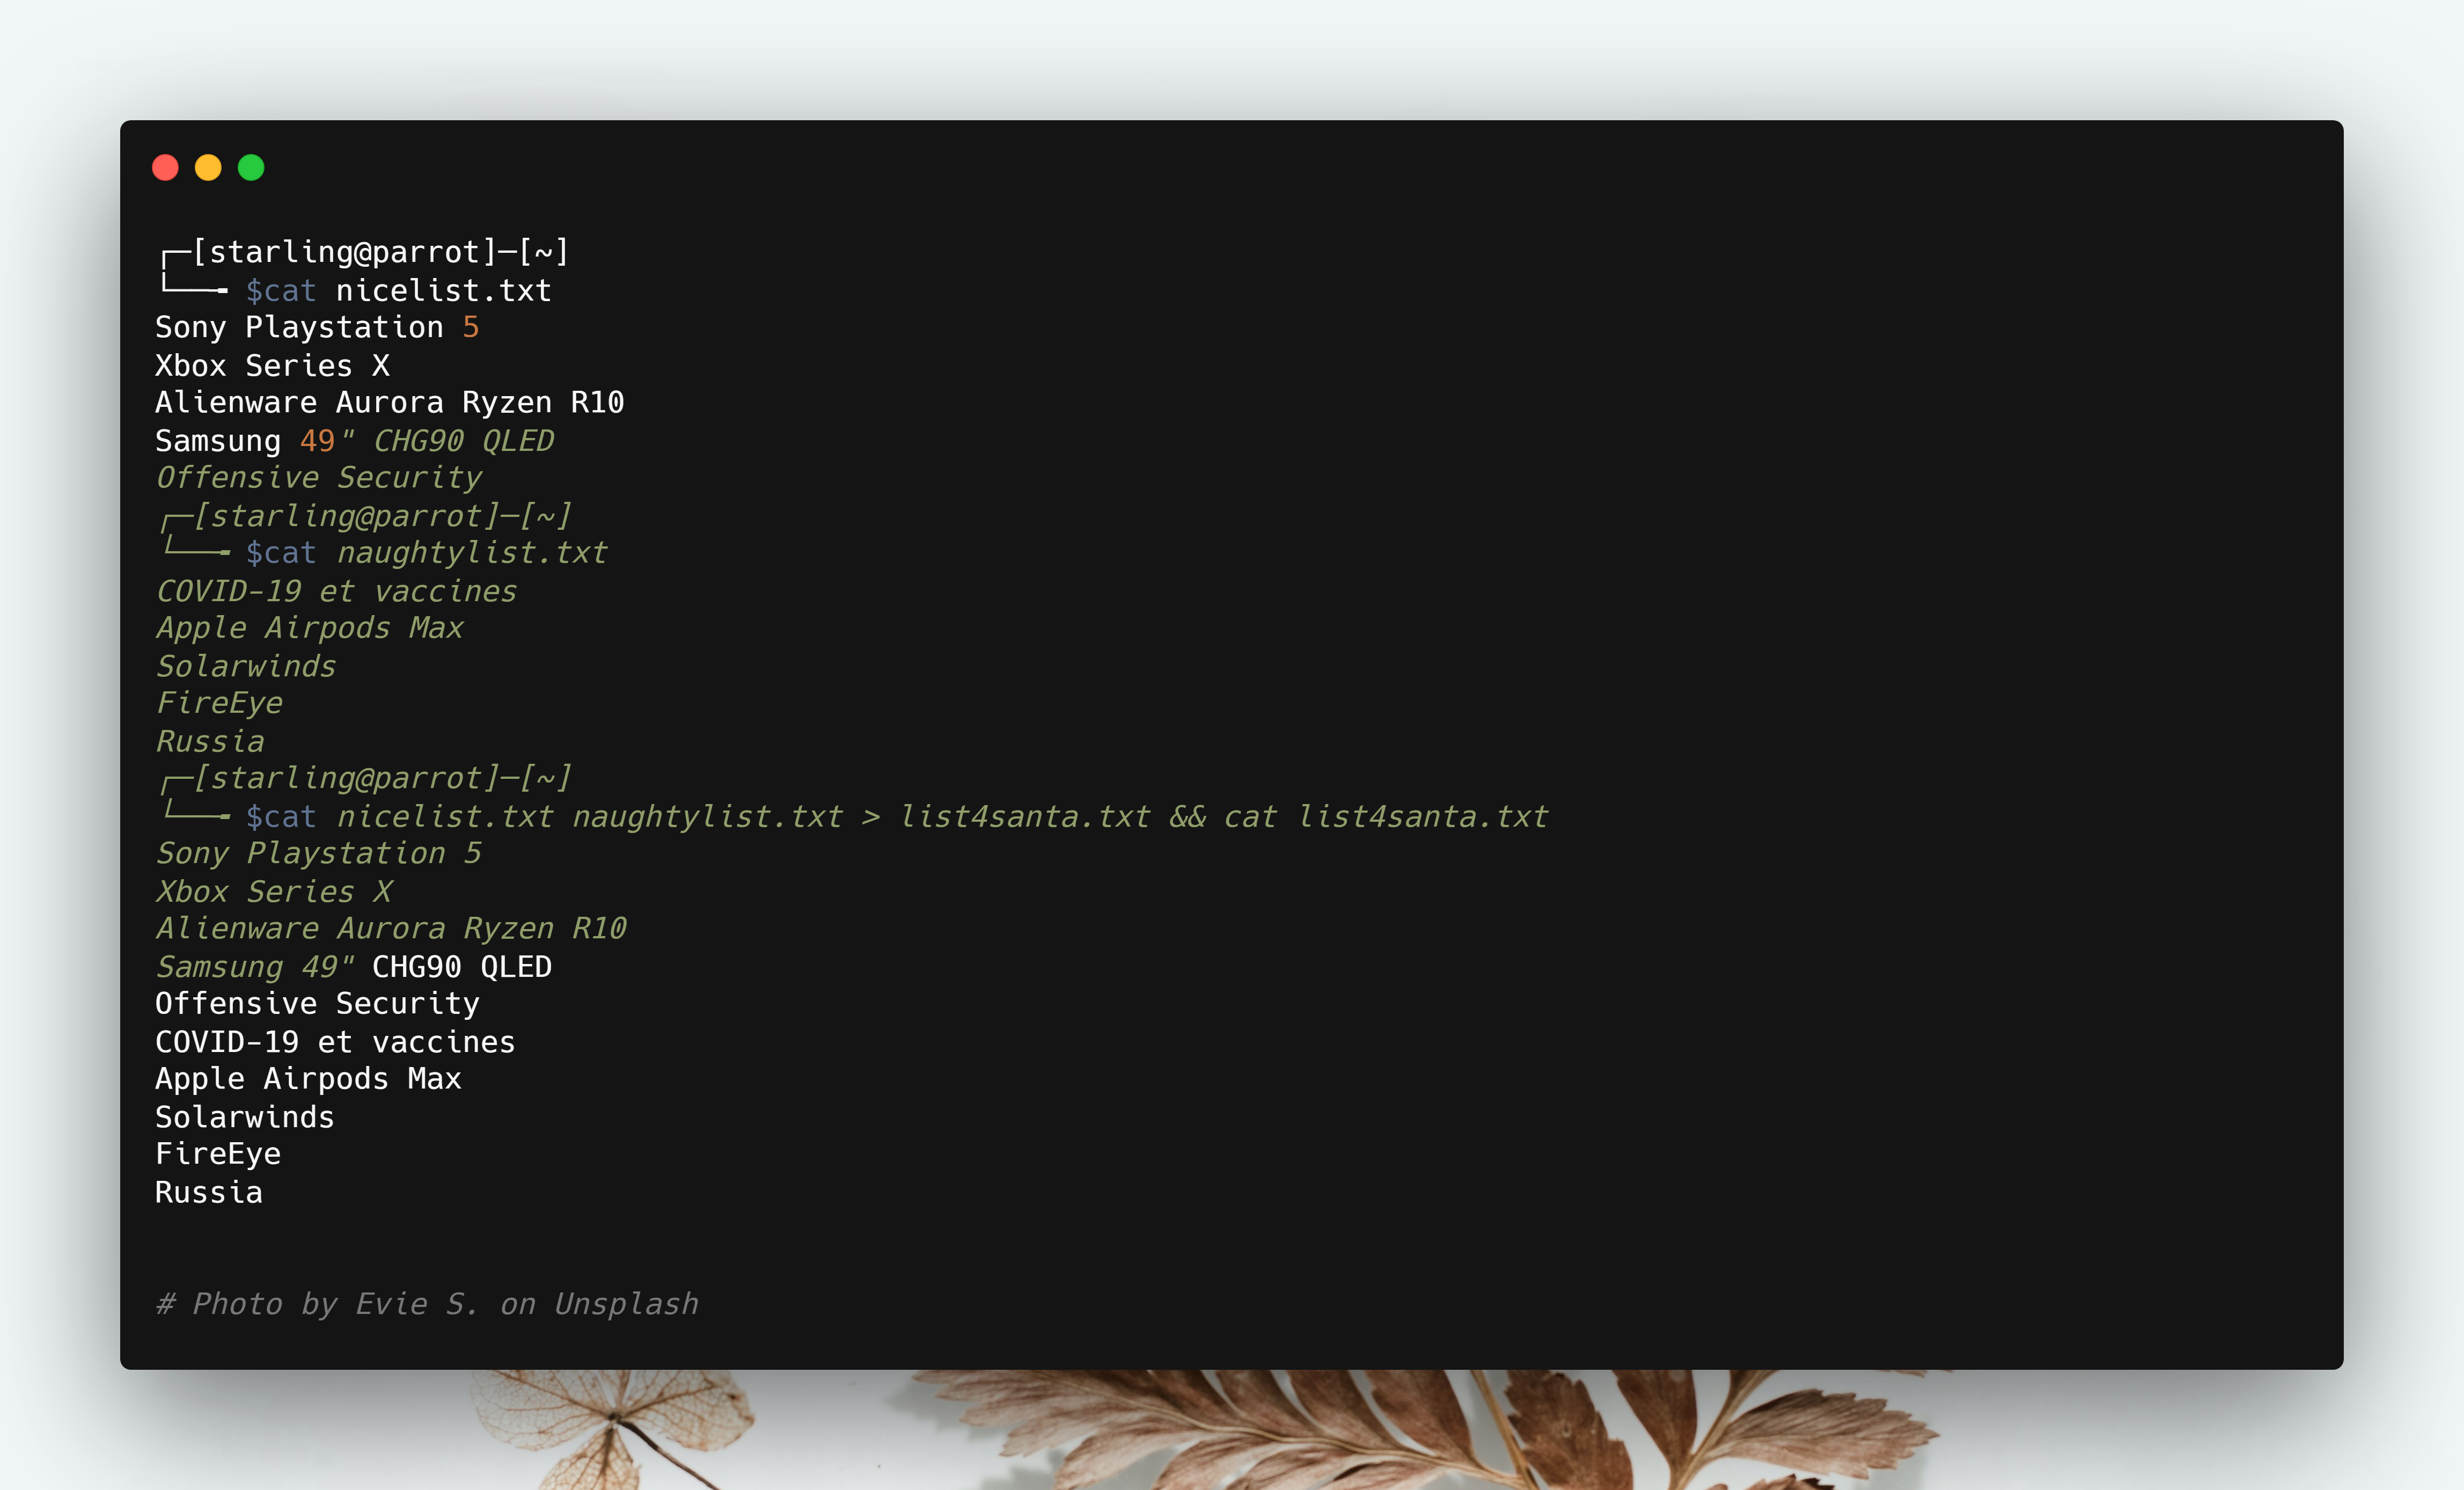 ┌─[starling@parrot]─[~]
└──╼ $cat nicelist.txt
Sony Playstation 5
Xbox Series X
Alienware Aurora Ryzen R10
Samsung 49" CHG90 QLED
Offensive Security
┌─[starling@parrot]─[~]
└──╼ $cat naughtylist.txt
COVID-19 et vaccines
Apple Airpods Max
Solarwinds
FireEye
Russia
┌─[starling@parrot]─[~]
└──╼ $cat nicelist.txt naughtylist.txt > list4santa.txt && cat list4santa.txt
Sony Playstation 5
Xbox Series X
Alienware Aurora Ryzen R10
Samsung 49" CHG90 QLED
Offensive Security
COVID-19 et vaccines
Apple Airpods Max
Solarwinds
FireEye
Russia
# Photo by Evie S. on Unsplash